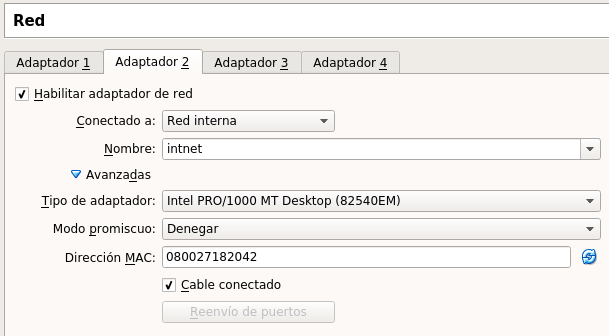 Red
Adaptador 1 Adaptador 2 Adaptador 3 Adaptador 4
Habilitar adaptador de red
Conectado a: Red interna
Nombre: intnet
Avanzadas
Tipo de adaptador: Intel PRO/1000 MT Desktop (82540EM)
Modo promiscuo: Denegar
Dirección MAC: 080027182042
Cable conectado
Reenvío de puertos